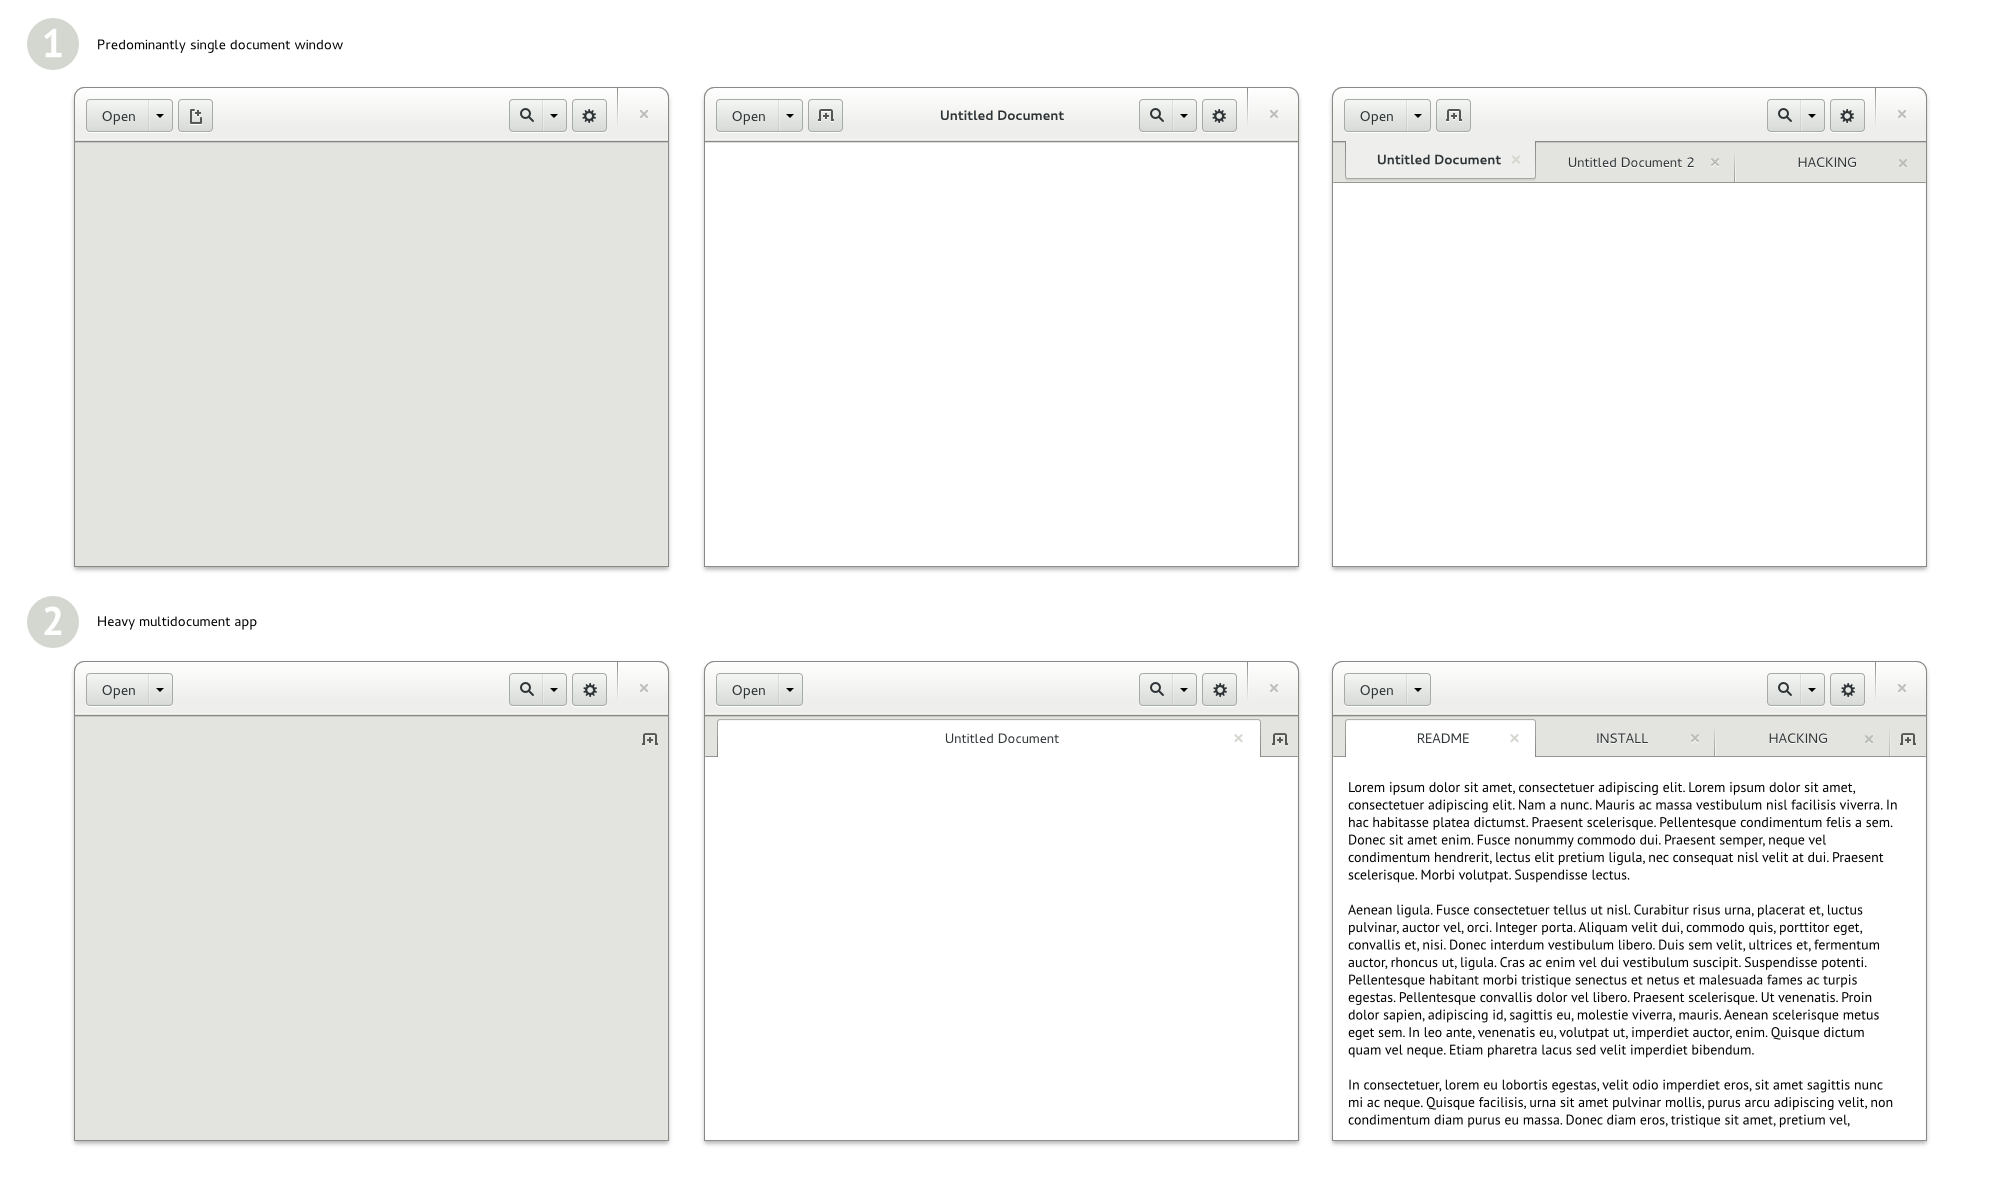 1
Predominantly single document window
Open
Open
Untitled Document
Open
Untitled Document
Untitled Document 2
HACKING
2
Heavy multidocument app
Open
Open
Untitled Document
Open
README
INSTALL
HACKING
Lorem ipsum dolor sit amet, consectetuer adipiscing elit. Lorem ipsum dolor sit amet,
consectetuer adipiscing elit. Nam a nunc. Mauris ac massa vestibulum nisl facilisis viverra. In
hac habitasse platea dictumst. Praesent scelerisque. Pellentesque condimentum felis a sem.
Donec sit amet enim. Fusce nonummy commodo dui. Praesent semper, neque vel
condimentum hendrerit, lectus elit pretium ligula, nec consequat nisl velit at dui. Praesent
scelerisque. Morbi volutpat. Suspendisse lectus.
Aenean ligula. Fusce consectetuer tellus ut nisl. Curabitur risus urna, placerat et, luctus
pulvinar, auctor vel, orci. Integer porta. Aliquam velit dui, commodo quis, porttitor eget,
convallis et, nisi. Donec interdum vestibulum libero. Duis sem velit, ultrices et, fermentum
auctor, rhoncus ut, ligula. Cras ac enim vel dui vestibulum suscipit. Suspendisse potenti.
Pellentesque habitant morbi tristique senectus et netus et malesuada fames ac turpis
egestas. Pellentesque convallis dolor vel libero. Praesent scelerisque. Ut venenatis. Proin
dolor sapien, adipiscing id, sagittis eu, molestie viverra, mauris. Aenean scelerisque metus
eget sem. In leo ante, venenatis eu, volutpat ut, imperdiet auctor, enim. Quisque dictum
quam vel neque. Etiam pharetra lacus sed velit imperdiet bibendum.
In consectetuer, lorem eu lobortis egestas, velit odio imperdiet eros, sit amet sagittis nunc
mi ac neque. Quisque facilisis, urna sit amet pulvinar mollis, purus arcu adipiscing velit, non
condimentum diam purus eu massa. Donec diam eros, tristique sit amet, pretium vel,